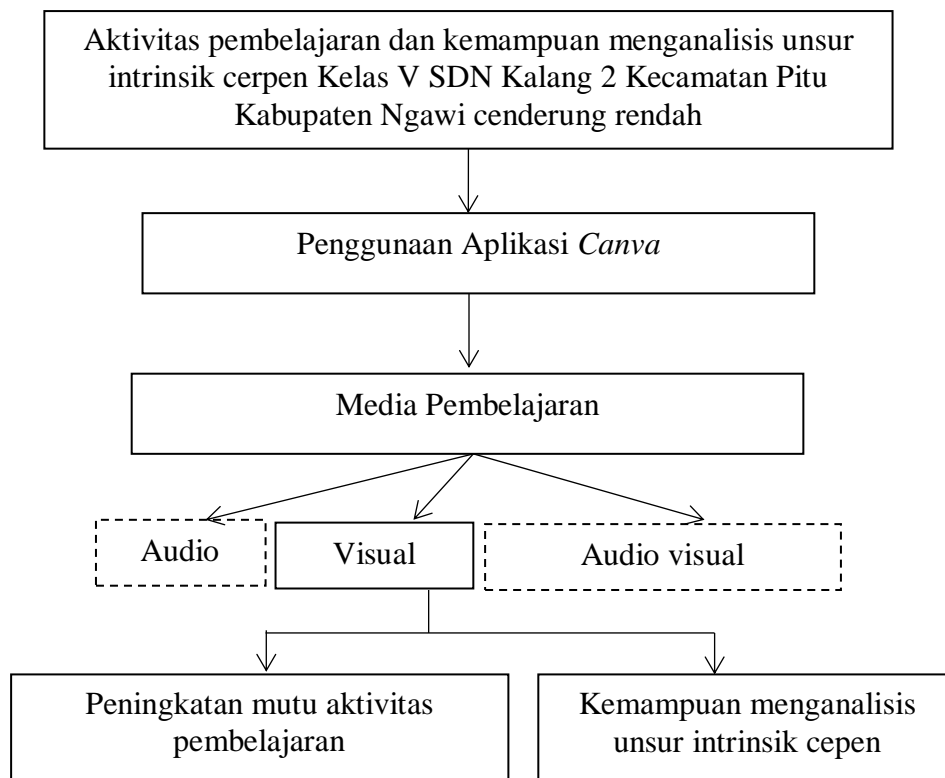 Aktivitas pembelajaran dan kemampuan menganalisis unsur
intrinsik cerpen Kelas V SDN Kalang 2 Kecamatan Pitu
Kabupaten Ngawi cenderung rendah
Penggunaan Aplikasi Canva
Media Pembelajaran
Audio
Visual
Audio visual
Peningkatan mutu aktivitas
pembelajaran
Kemampuan menganalisis
unsur intrinsik cepen